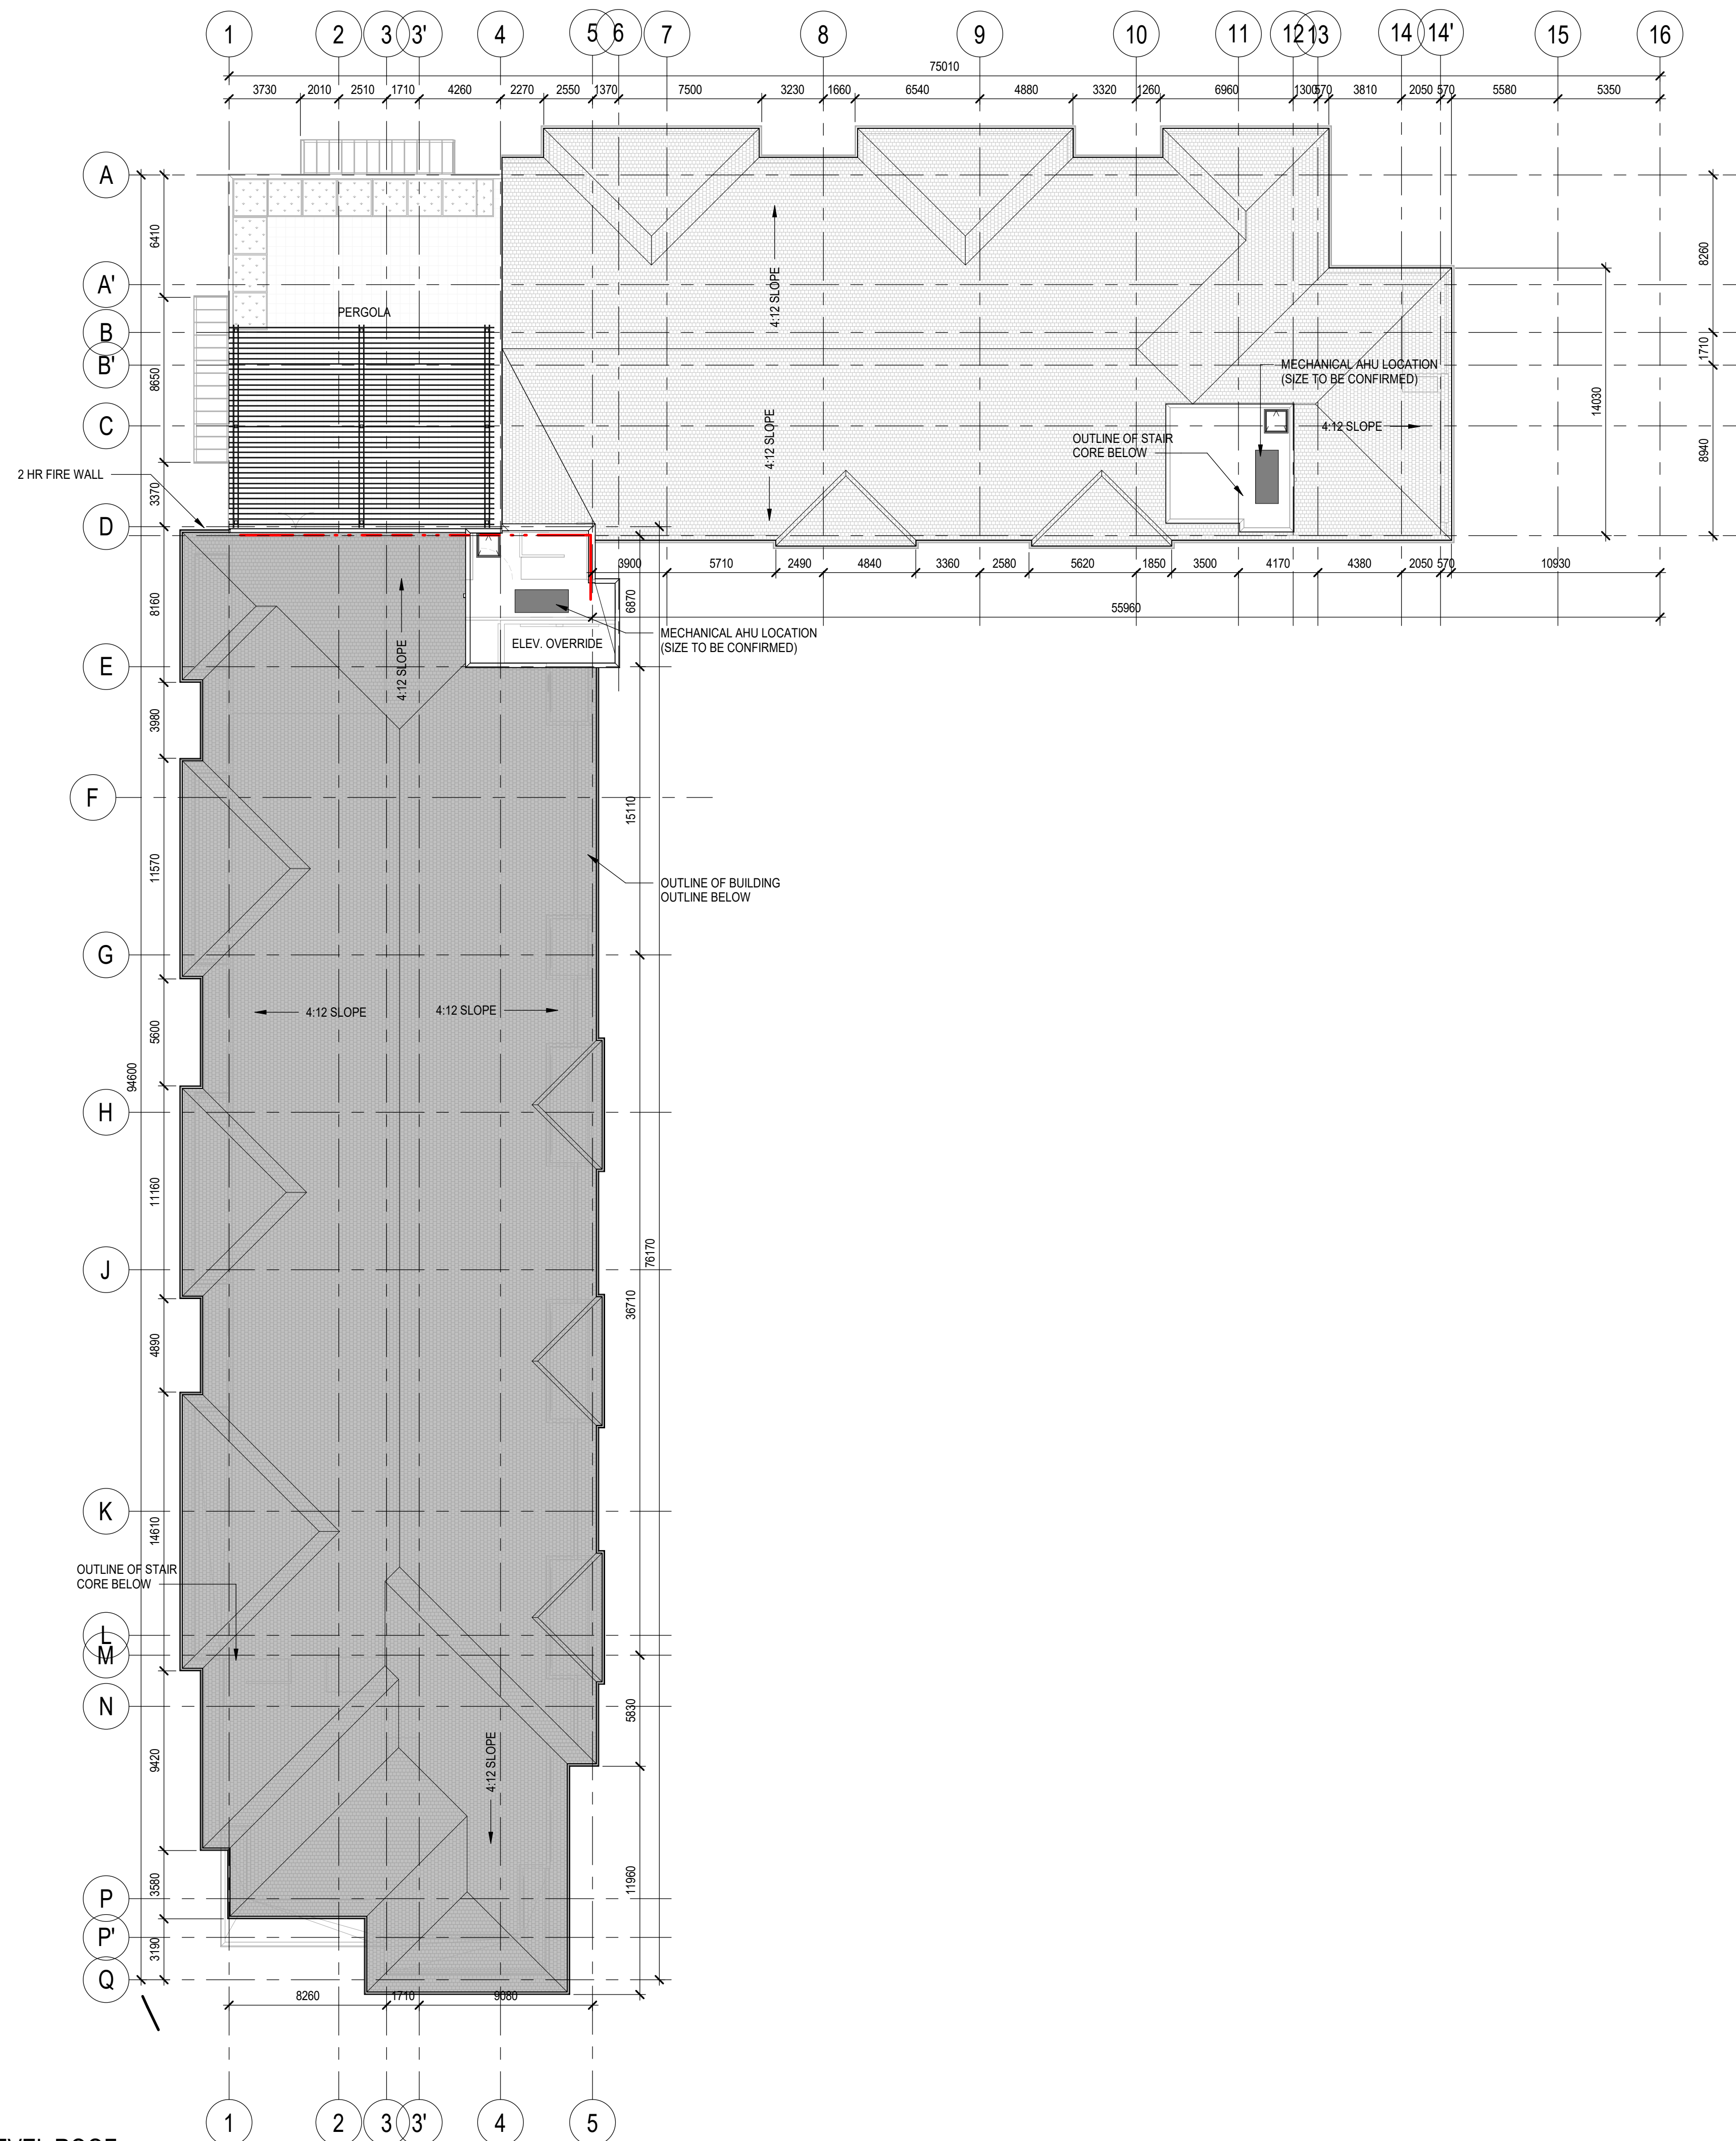 1 2 3 3' 4 5 6 7 8 9 10 11 12 13 14 14' 15 16
75010
3730 2010 2510 1710 4260 2270 2550 1370 7500 3230 1660 6540 4880 3320 1260 6960 1300 570 3810 2050 570 5580 5350
A
6410
8260
A'
4:12 SLOPE
PERGOLA
B
1710
B'
8650
MECHANICAL AHU LOCATION
(SIZE TO BE CONFIRMED)
14030
C
4:12 SLOPE
4:12 SLOPE
OUTLINE OF STAIR
CORE BELOW
8940
2 HR FIRE WALL
3370
D
3900 5710 2490 4840 3360 2580 5620 1850 3500 4170 4380 2050 570 10930
8160
6870
55960
MECHANICAL AHU LOCATION
(SIZE TO BE CONFIRMED)
ELEV. OVERRIDE
4:12 SLOPE
E
3980
F
15110
11570
OUTLINE OF BUILDING
OUTLINE BELOW
G
4:12 SLOPE
4:12 SLOPE
5600
94600
H
11160
J
76170
36710
4890
K
14610
OUTLINE OF STAIR
CORE BELOW
L
M
N
5830
9420
4:12 SLOPE
11960
3580
P
P'
3190
Q
8260 1710 9080
1 2 3 3' 4 5